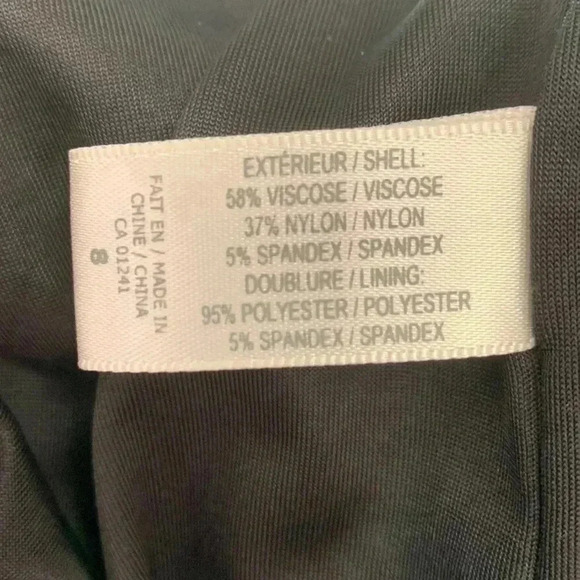 EXTÉRIEUR / SHELL:
58% VISCOSE / VISCOSE
37% NYLON / NYLON
5% SPANDEX / SPANDEX
DOUBLURE / LINING:
95% POLYESTER / POLYESTER
5% SPANDEX / SPANDEX
FAIT EN / MADE IN
CHINE / CHINA
CA 01241
8